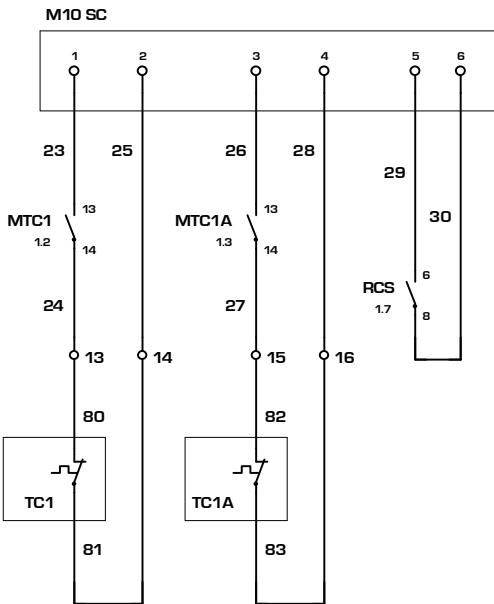 M10 SC
1 2 3 4 5 6
23 25 26 28
29
30
13 13
MTC1 MTC1A
1.2 14 1.3 14
6
RCS
1.7 8
24 27
13 14 15 16
80 82
TC1 TC1A
81 83